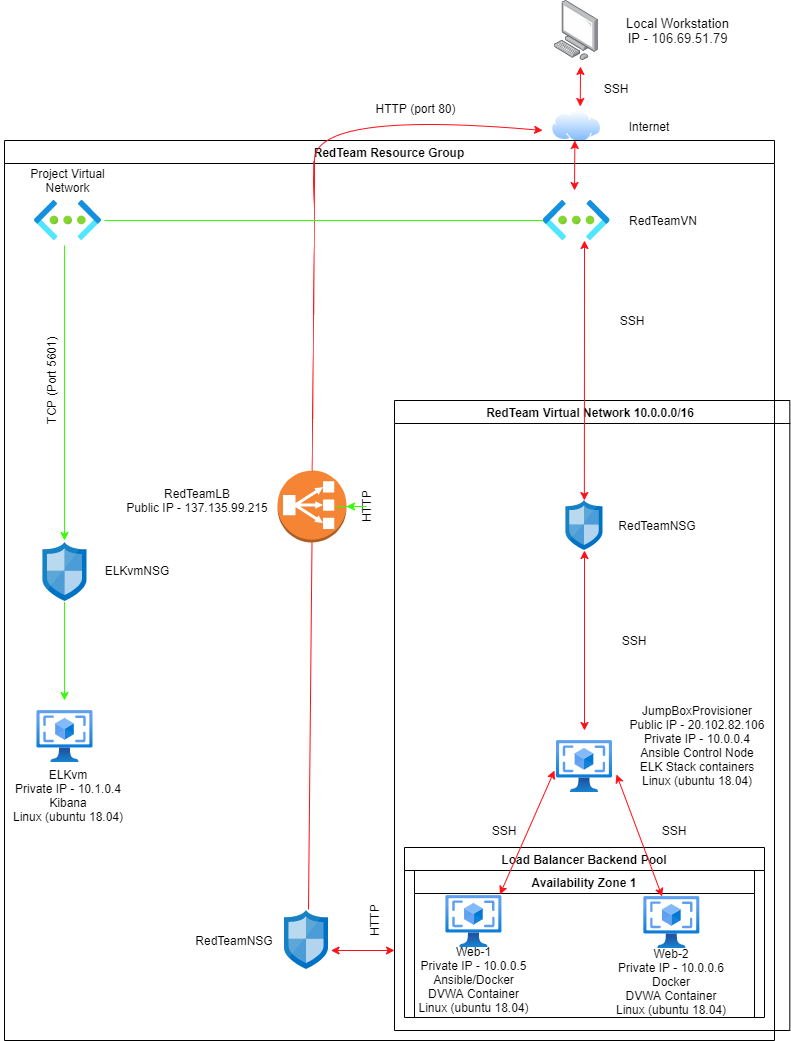 Local Workstation
IP - 106.69.51.79
SSH
HTTP (port 80)
Internet
RedTeam Resource Group
Project Virtual
Network
RedTeamVN
SSH
TCP (Port 5601)
RedTeam Virtual Network 10.0.0.0/16
RedTeamLB
Public IP - 137.135.99.215
HTTP
RedTeamNSG
ELKvmNSG
SSH
JumpBoxProvisioner
Public IP - 20.102.82.106
Private IP - 10.0.0.4
Ansible Control Node
ELK Stack containers
Linux (ubuntu 18.04)
ELKvm
Private IP - 10.1.0.4
Kibana
Linux (ubuntu 18.04)
SSH
SSH
Load Balancer Backend Pool
Availability Zone 1
RedTeamNSG
HTTP
Web-1
Private IP - 10.0.0.5
Ansible/Docker
DVWA Container
Linux (ubuntu 18.04)
Web-2
Private IP - 10.0.0.6
Docker
DVWA Container
Linux (ubuntu 18.04)